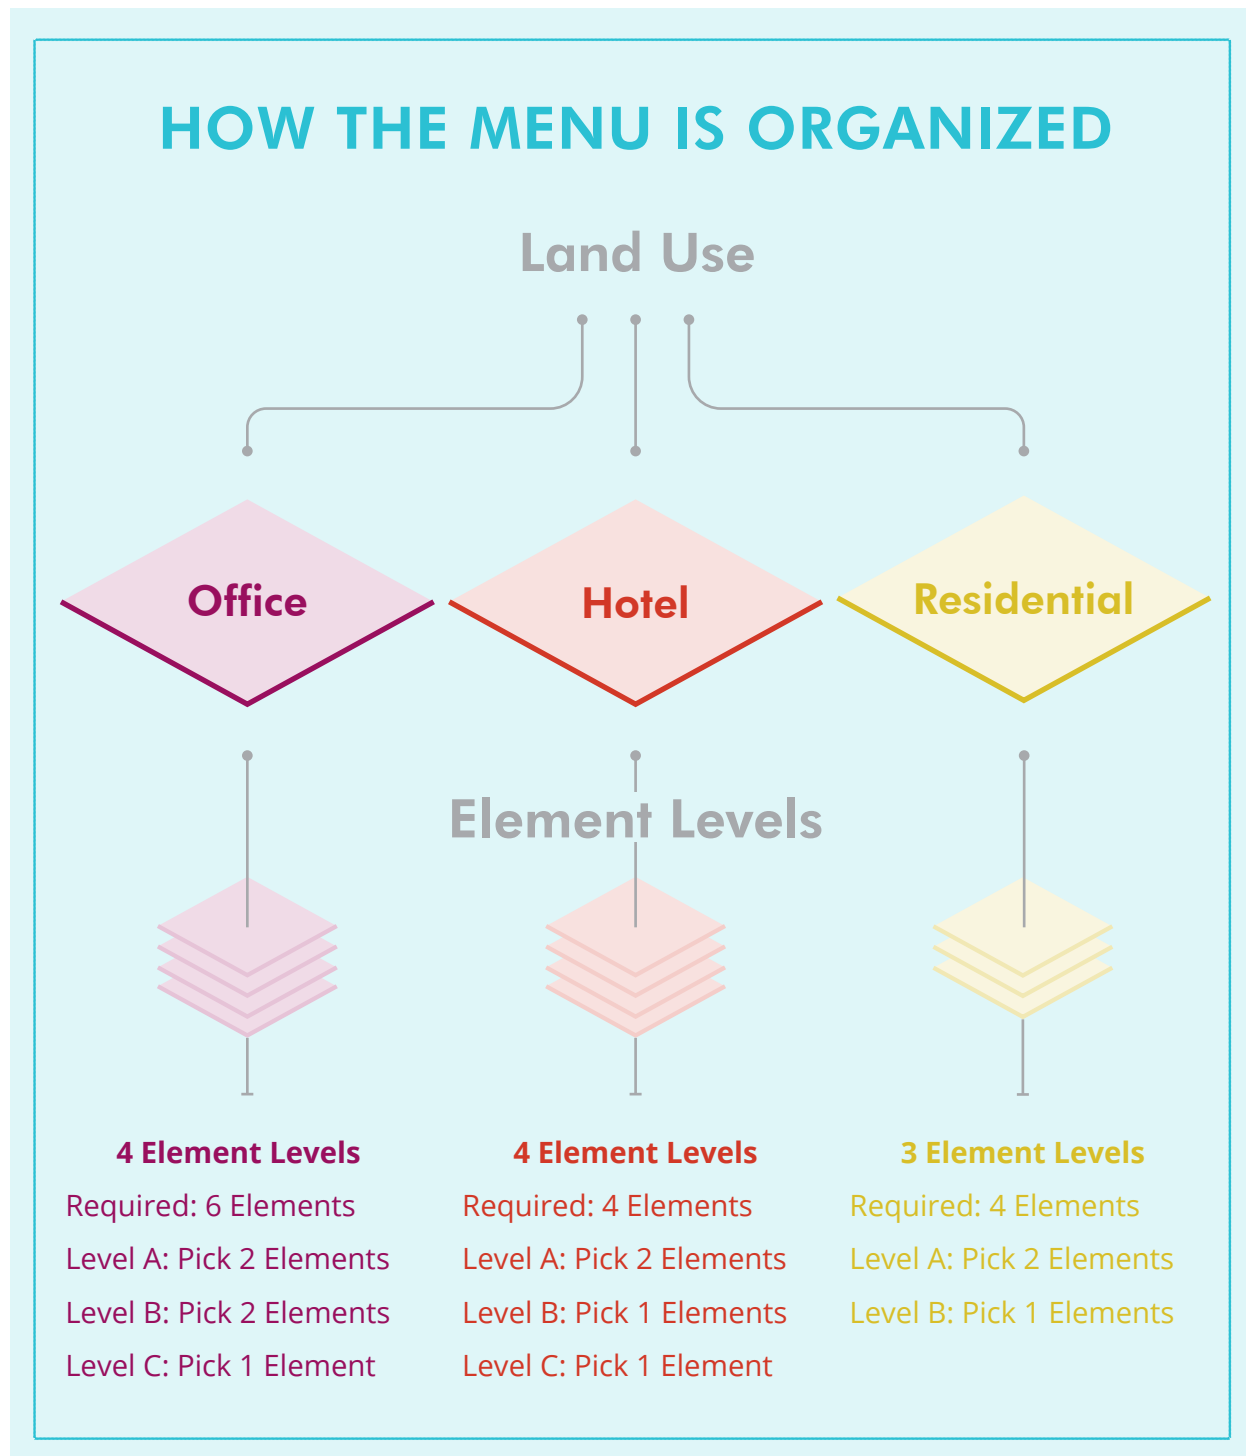 HOW THE MENU IS ORGANIZED
Land Use
Office
Hotel
Residential
Element Levels
4 Element Levels
Required: 6 Elements
Level A: Pick 2 Elements
Level B: Pick 2 Elements
Level C: Pick 1 Element
4 Element Levels
Required: 4 Elements
Level A: Pick 2 Elements
Level B: Pick 1 Elements
Level C: Pick 1 Element
3 Element Levels
Required: 4 Elements
Level A: Pick 2 Elements
Level B: Pick 1 Elements